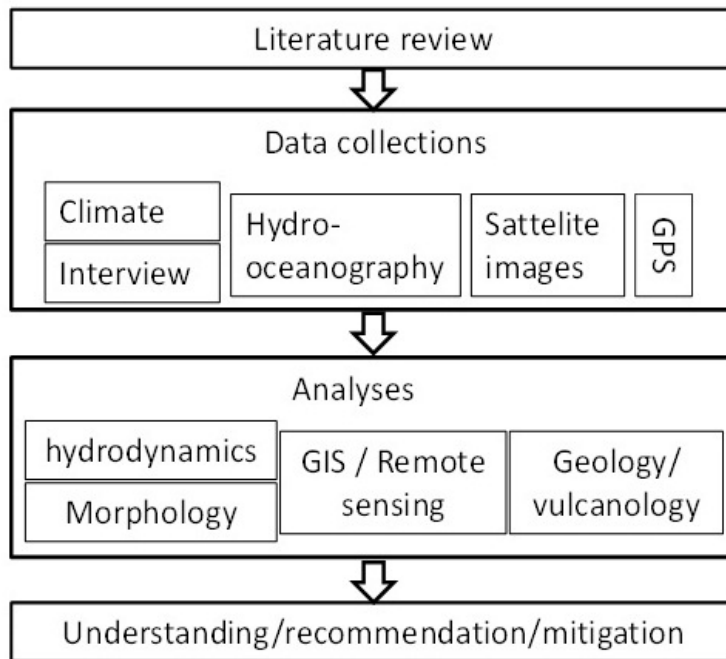 Literature review
Data collections
Climate
Interview
Hydro-
oceanography
Sattelite
images
GPS
Analyses
hydrodynamics
Morphology
GIS / Remote
sensing
Geology/
vulcanology
Understanding/recommendation/mitigation